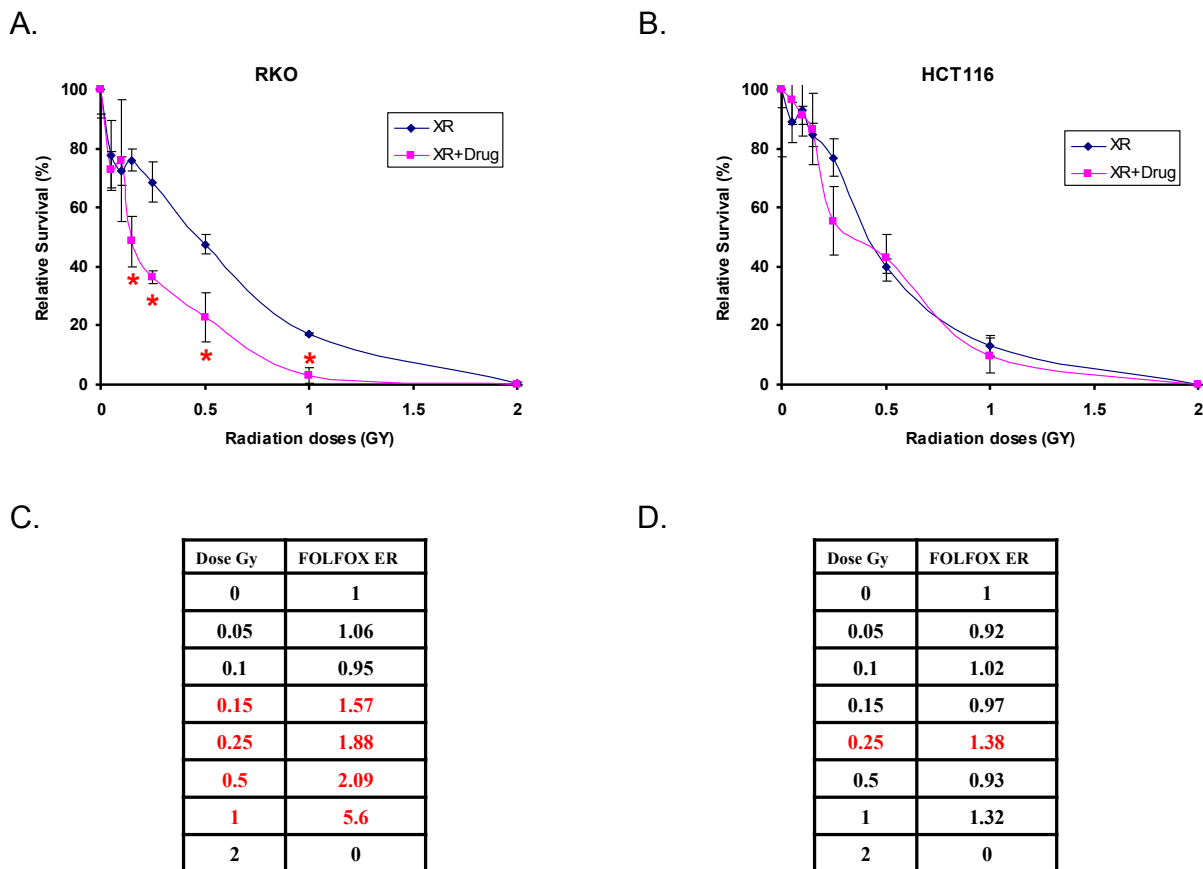 A.
RKO
100
80
60
40
20
0
Relative Survival (%)
XR
XR+Drug
*
*
*
*
0 0.5 1 1.5 2
Radiation doses (GY)
B.
HCT116
100
80
60
40
20
0
Relative Survival (%)
XR
XR+Drug
0 0.5 1 1.5 2
Radiation doses (GY)
C.
Dose Gy FOLFOX ER
0 1
0.05 1.06
0.1 0.95
0.15 1.57
0.25 1.88
0.5 2.09
1 5.6
2 0
D.
Dose Gy FOLFOX ER
0 1
0.05 0.92
0.1 1.02
0.15 0.97
0.25 1.38
0.5 0.93
1 1.32
2 0